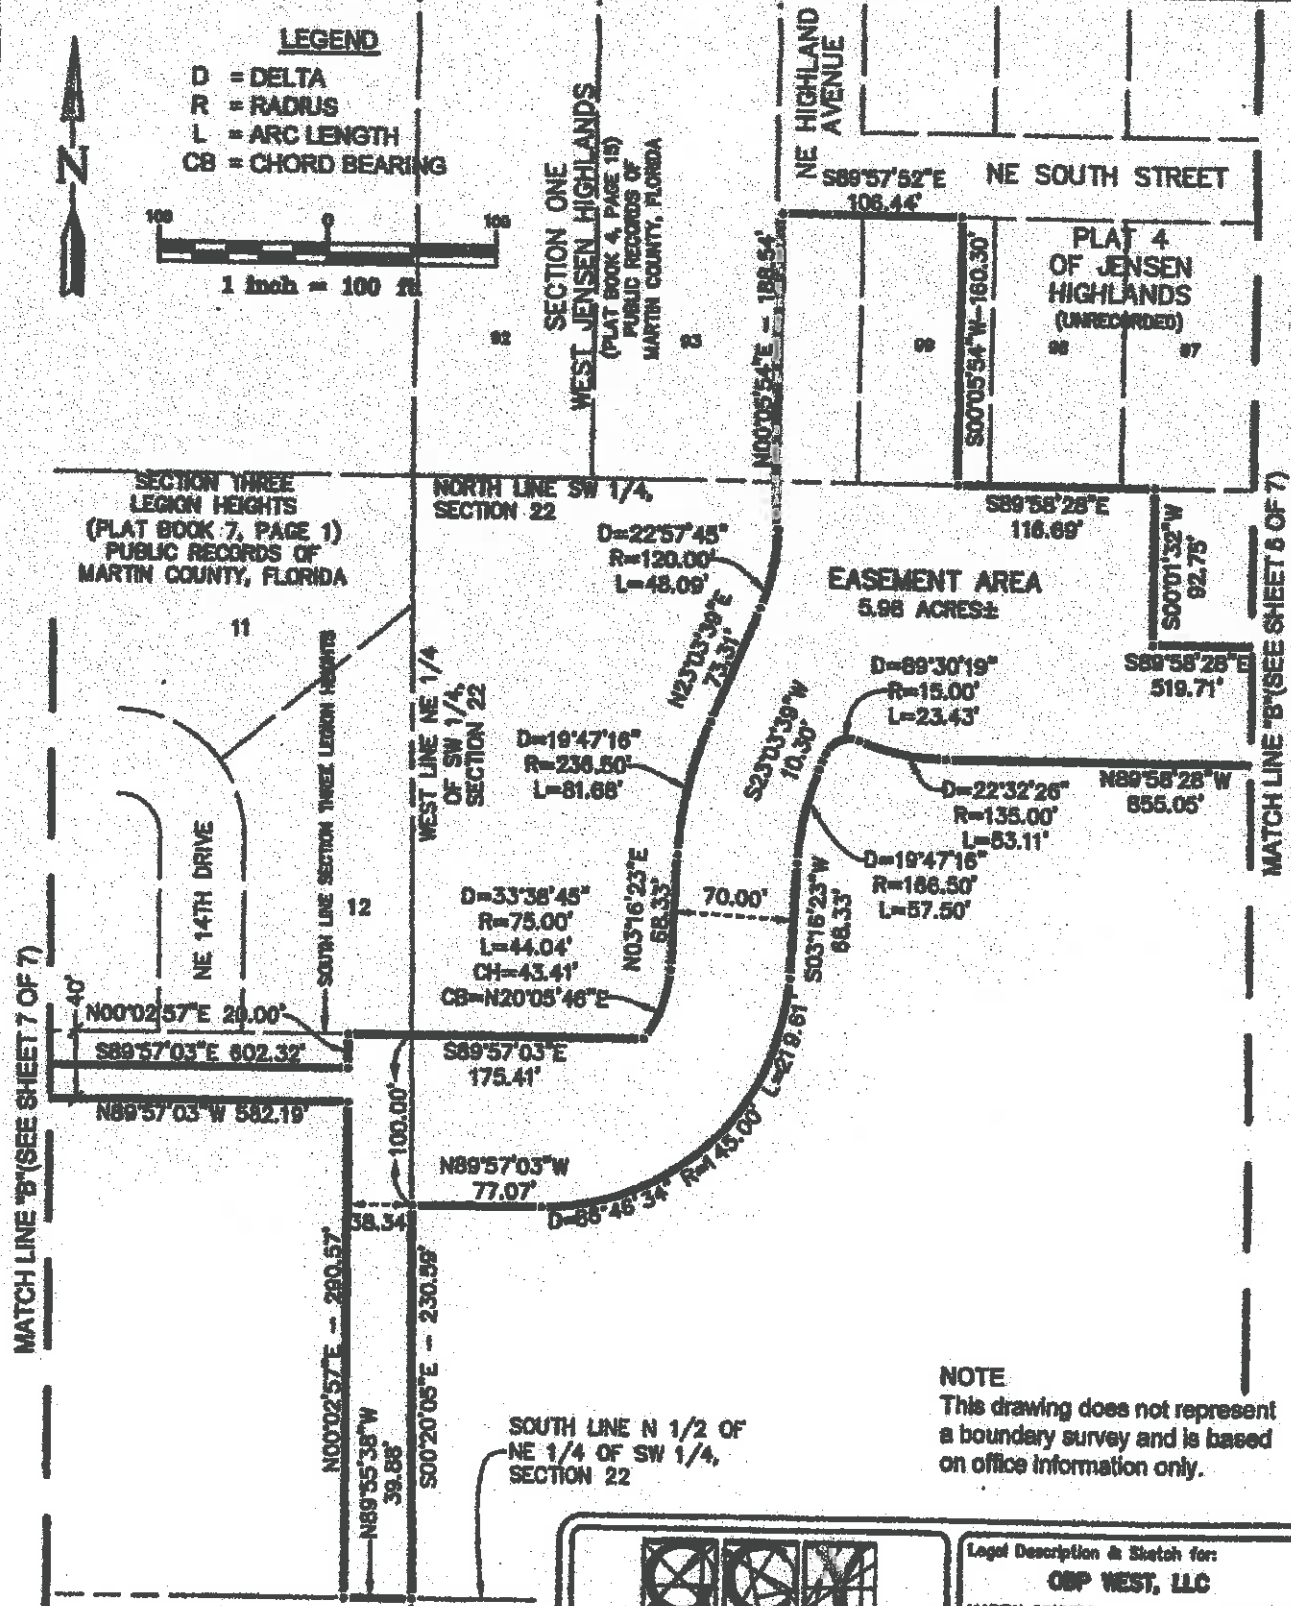 LEGEND
D = DELTA
R = RADIUS
L = ARC LENGTH
CB = CHORD BEARING
N
100 0 100
1 inch = 100 ft.
SECTION ONE
WEST JENSEN HIGHLANDS
(PLAT BOOK 4, PAGE 15)
PUBLIC RECORDS OF
MARTIN COUNTY, FLORIDA
92
93
NE HIGHLAND
AVENUE
NE SOUTH STREET
S89°57'52"E
106.44'
N00°05'54"E - 188.54'
S00°05'54"W-160.30'
PLAT 4
OF JENSEN
HIGHLANDS
(UNRECORDED)
99
98
97
SECTION THREE
LEGION HEIGHTS
(PLAT BOOK 7, PAGE 1)
PUBLIC RECORDS OF
MARTIN COUNTY, FLORIDA
11
NORTH LINE SW 1/4,
SECTION 22
S89°58'28"E
116.69'
S00°01'32"W
92.75'
MATCH LINE "B"(SEE SHEET 6 OF 7)
D=22°57'45"
R=120.00'
L=48.09'
EASEMENT AREA
5.98 ACRES±
N23°03'39"E
73.31'
S89°58'28"E
519.71'
D=89°30'19"
R=15.00'
L=23.43'
S23°03'39"W
10.30'
D=19°47'16"
R=236.50'
L=81.68'
N89°58'28"W
855.05'
D=22°32'26"
R=135.00'
L=53.11'
D=19°47'16"
R=166.50'
L=57.50'
WEST LINE NE 1/4
OF SW 1/4,
SECTION 22
SOUTH LINE SECTION THREE LEGION HEIGHTS
NE 14TH DRIVE
12
D=33°38'45"
R=75.00'
L=44.04'
CH=43.41'
CB=N20°05'46"E
N03°16'23"E
68.33'
70.00'
S03°16'23"W
68.33'
MATCH LINE "B"(SEE SHEET 7 OF 7)
40'
N00°02'57"E 20.00'
S89°57'03"E 602.32'
N89°57'03"W 582.19'
S89°57'03"E
175.41'
100.00'
N89°57'03"W
77.07'
38.34'
D=86°46'34" R=145.00' L=219.61'
N00°02'57"E - 290.57'
S00°20'05"E - 230.59'
N89°55'38"W
39.88'
SOUTH LINE N 1/2 OF
NE 1/4 OF SW 1/4,
SECTION 22
NOTE
This drawing does not represent
a boundary survey and is based
on office information only.
Legal Description & Sketch for:
OBP WEST, LLC